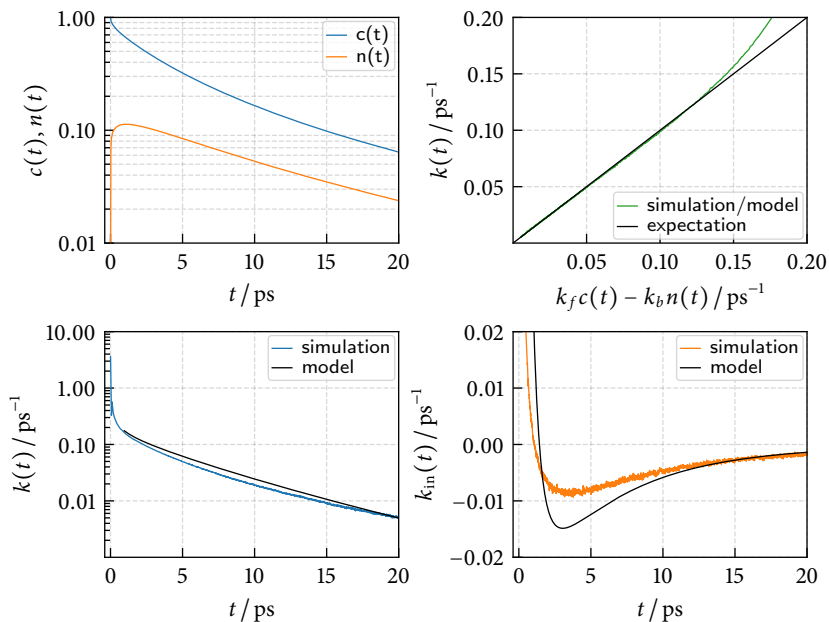 1.00
0.10
0.01
c(t), n(t)
c(t)
n(t)
0 5 10 15 20
t / ps
0.20
0.15
0.10
0.05
k(t) / ps⁻¹
simulation/model
expectation
0.05 0.10 0.15 0.20
k_f c(t) − k_b n(t) / ps⁻¹
10.00
1.00
0.10
0.01
k(t) / ps⁻¹
simulation
model
0 5 10 15 20
t / ps
0.02
0.01
0.00
−0.01
−0.02
k_in(t) / ps⁻¹
simulation
model
0 5 10 15 20
t / ps